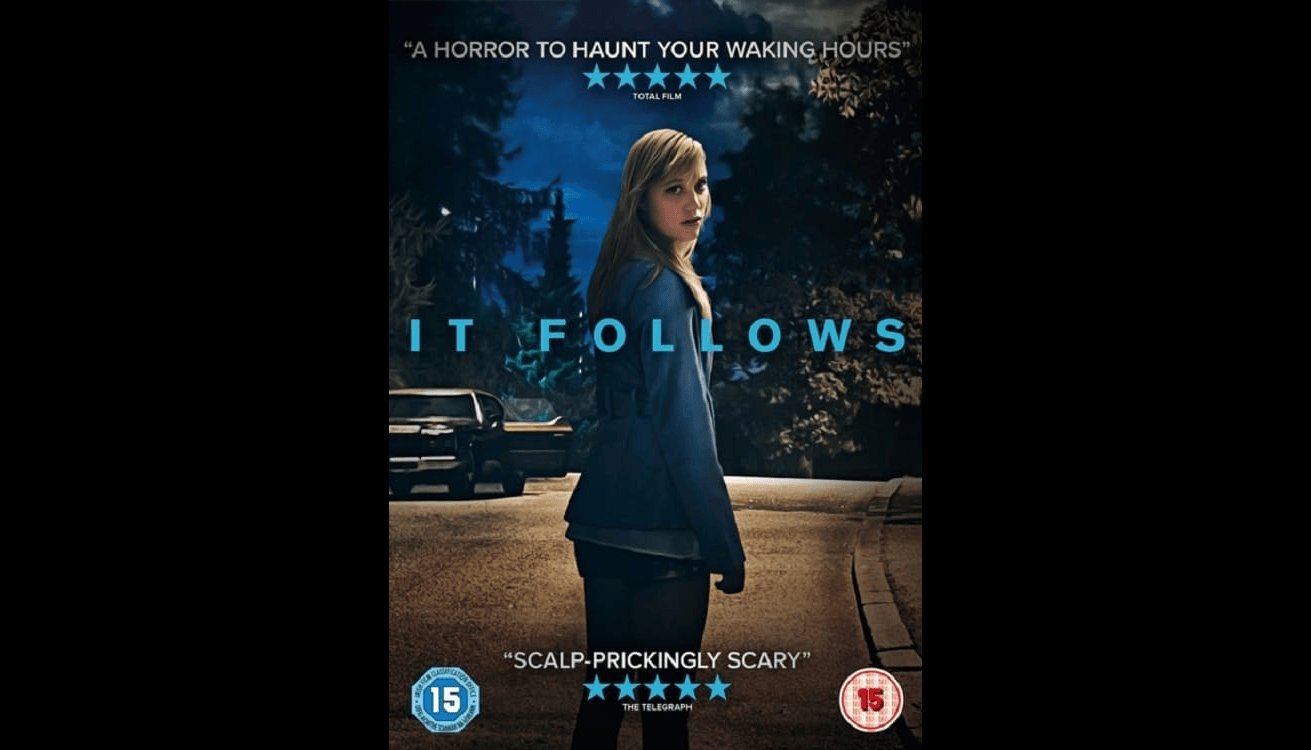 “A HORROR TO HAUNT YOUR WAKING HOURS”
TOTAL FILM
IT FOLLOWS
“SCALP-PRICKINGLY SCARY”
THE TELEGRAPH
15
15